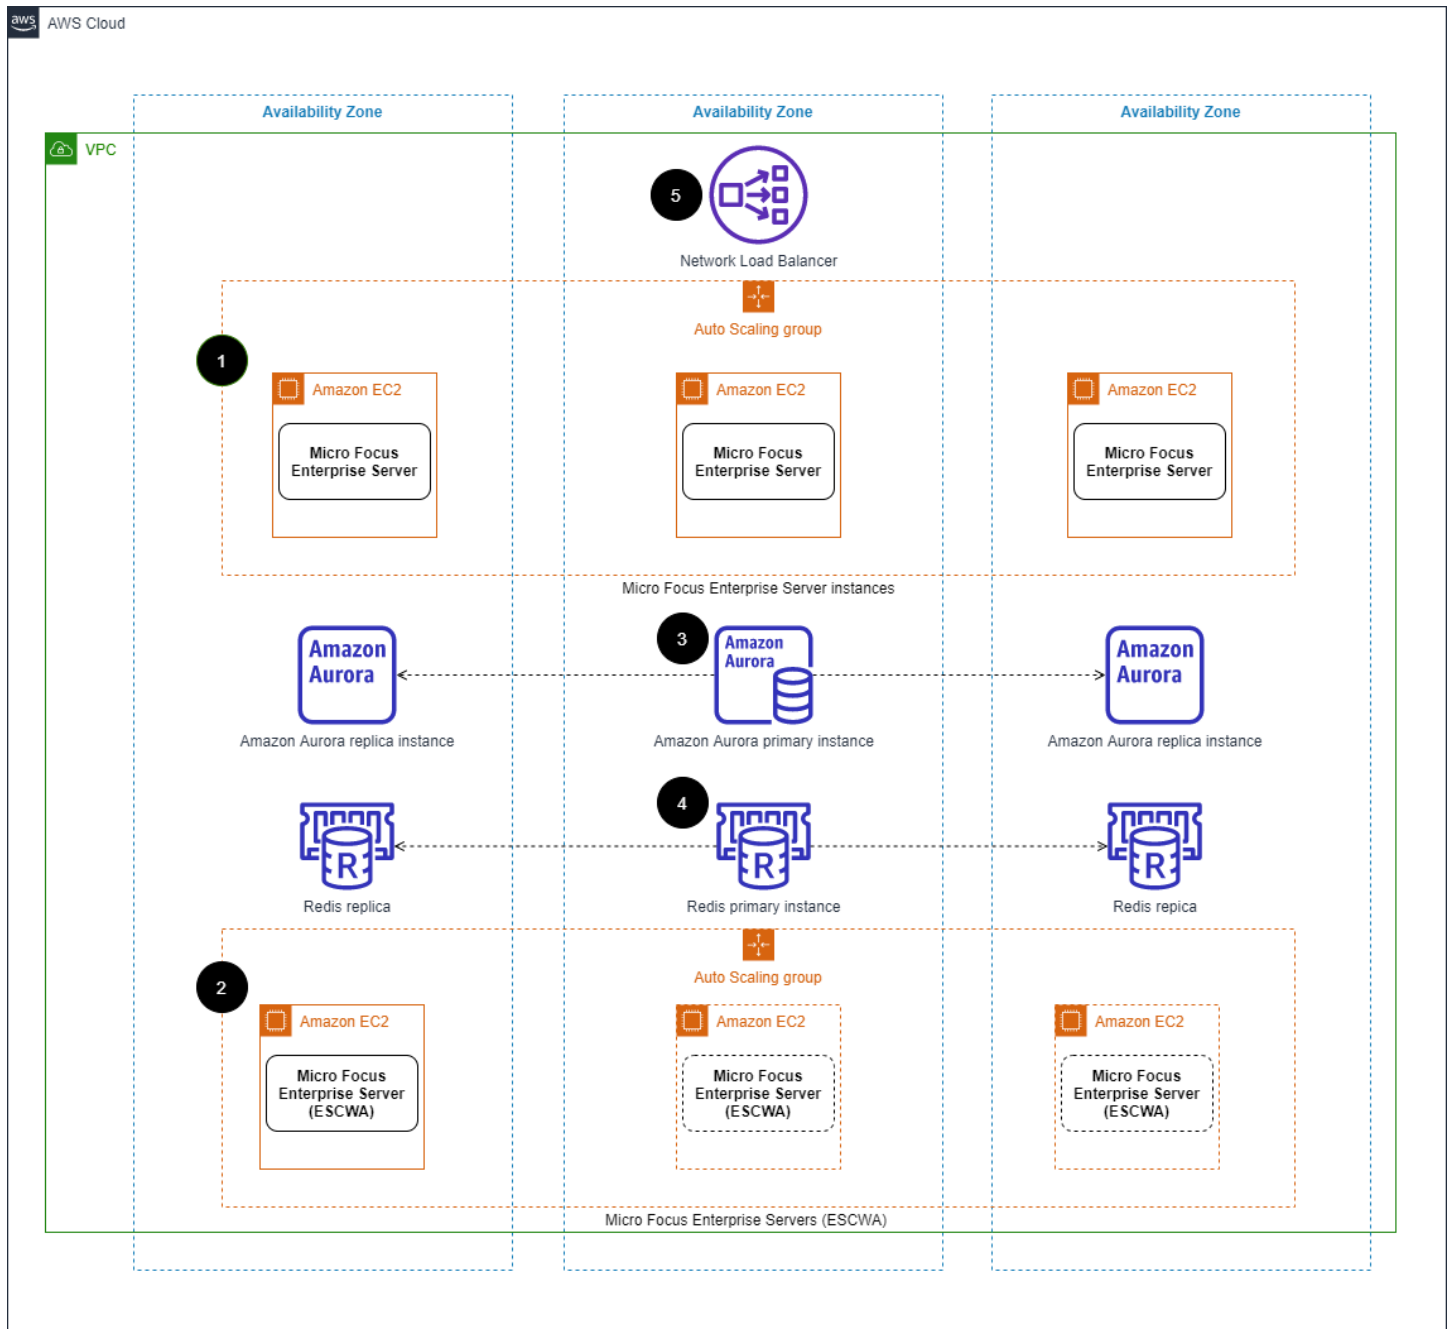 aws
AWS Cloud
Availability Zone
Availability Zone
Availability Zone
VPC
5
Network Load Balancer
Auto Scaling group
1
Amazon EC2
Amazon EC2
Amazon EC2
Micro Focus
Enterprise Server
Micro Focus
Enterprise Server
Micro Focus
Enterprise Server
Micro Focus Enterprise Server instances
Amazon
Aurora
3
Amazon
Aurora
Amazon
Aurora
Amazon Aurora replica instance
Amazon Aurora primary instance
Amazon Aurora replica instance
4
R
R
R
Redis replica
Redis primary instance
Redis repica
Auto Scaling group
2
Amazon EC2
Amazon EC2
Amazon EC2
Micro Focus
Enterprise Server
(ESCWA)
Micro Focus
Enterprise Server
(ESCWA)
Micro Focus
Enterprise Server
(ESCWA)
Micro Focus Enterprise Servers (ESCWA)